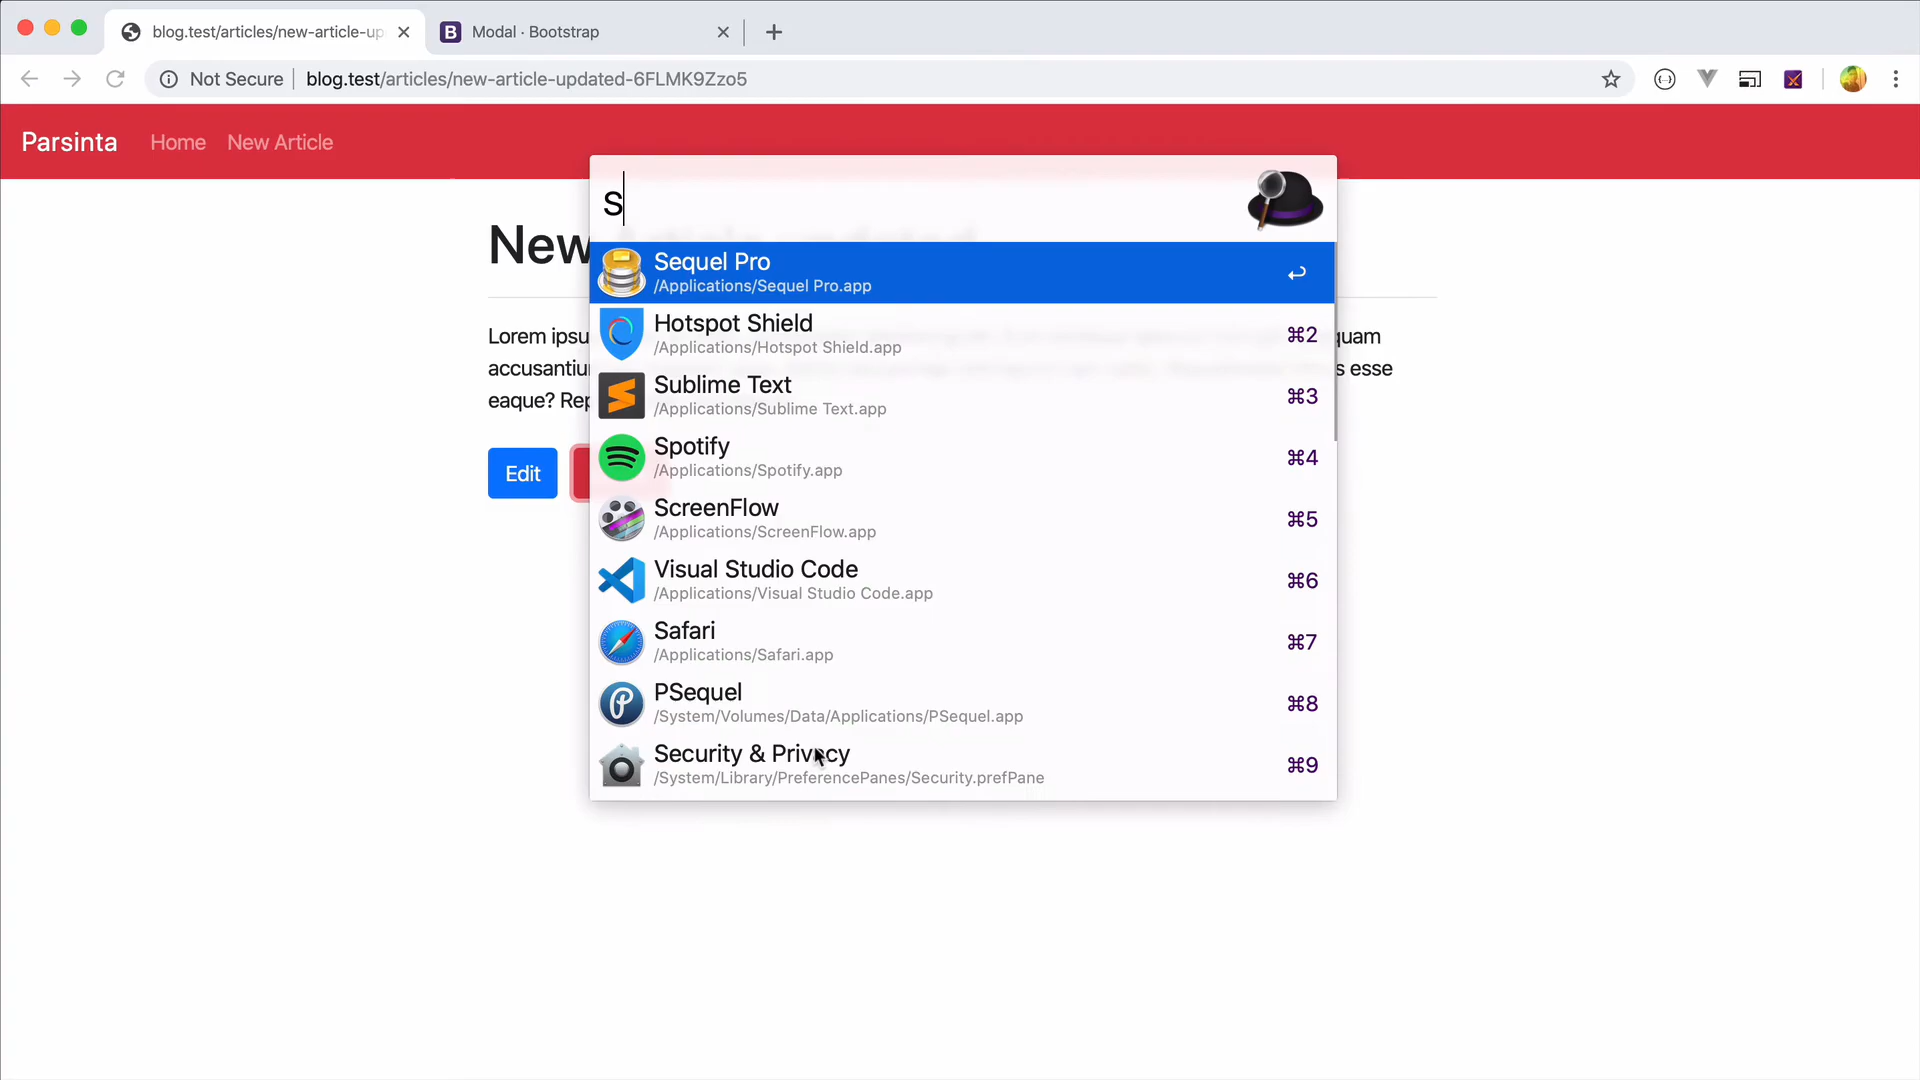 blog.test/articles/new-article-up
Modal · Bootstrap
Not Secure
blog.test/articles/new-article-updated-6FLMK9Zzo5
Parsinta
Home
New Article
S
New
Sequel Pro
/Applications/Sequel Pro.app
Hotspot Shield
⌘2
/Applications/Hotspot Shield.app
Lorem ipsu
quam
accusantiun
s esse
eaque? Rep
Sublime Text
⌘3
/Applications/Sublime Text.app
Spotify
⌘4
/Applications/Spotify.app
Edit
ScreenFlow
⌘5
/Applications/ScreenFlow.app
Visual Studio Code
⌘6
/Applications/Visual Studio Code.app
Safari
⌘7
/Applications/Safari.app
PSequel
⌘8
/System/Volumes/Data/Applications/PSequel.app
Security & Privacy
⌘9
/System/Library/PreferencePanes/Security.prefPane